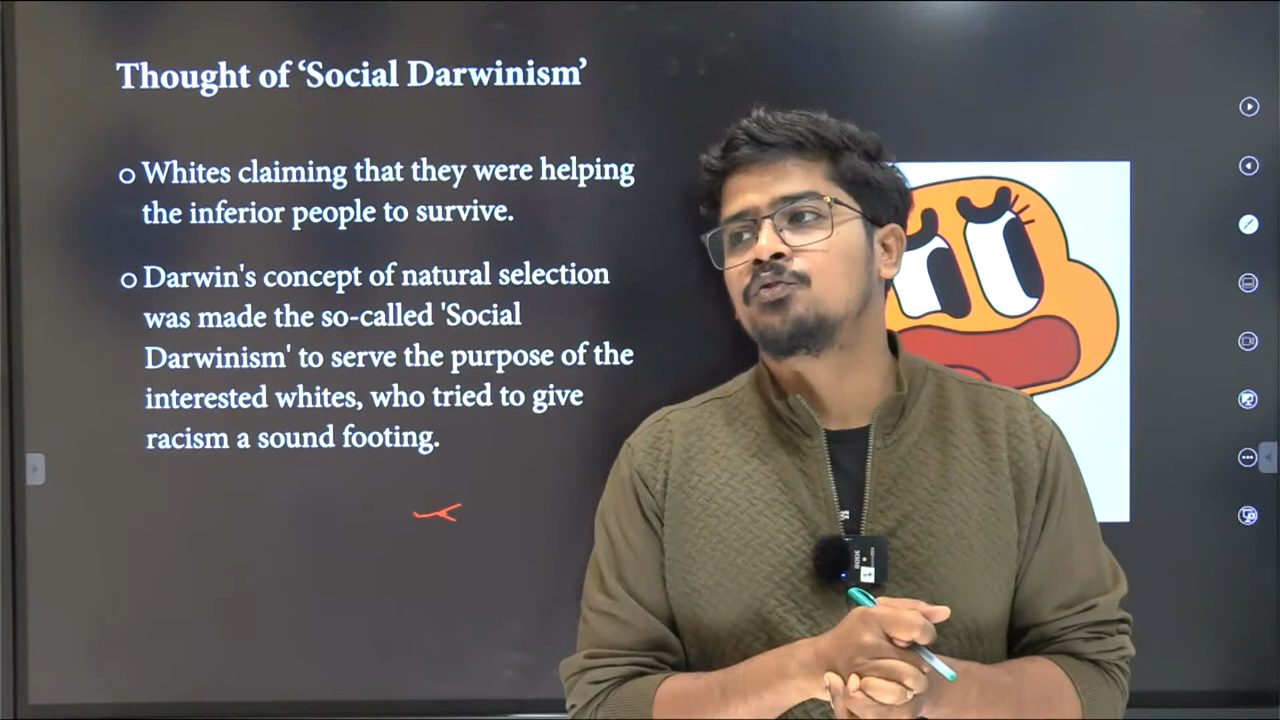 Thought of ‘Social Darwinism’
Whites claiming that they were helping
the inferior people to survive.
Darwin's concept of natural selection
was made the so-called 'Social
Darwinism' to serve the purpose of the
interested whites, who tried to give
racism a sound footing.
RODE